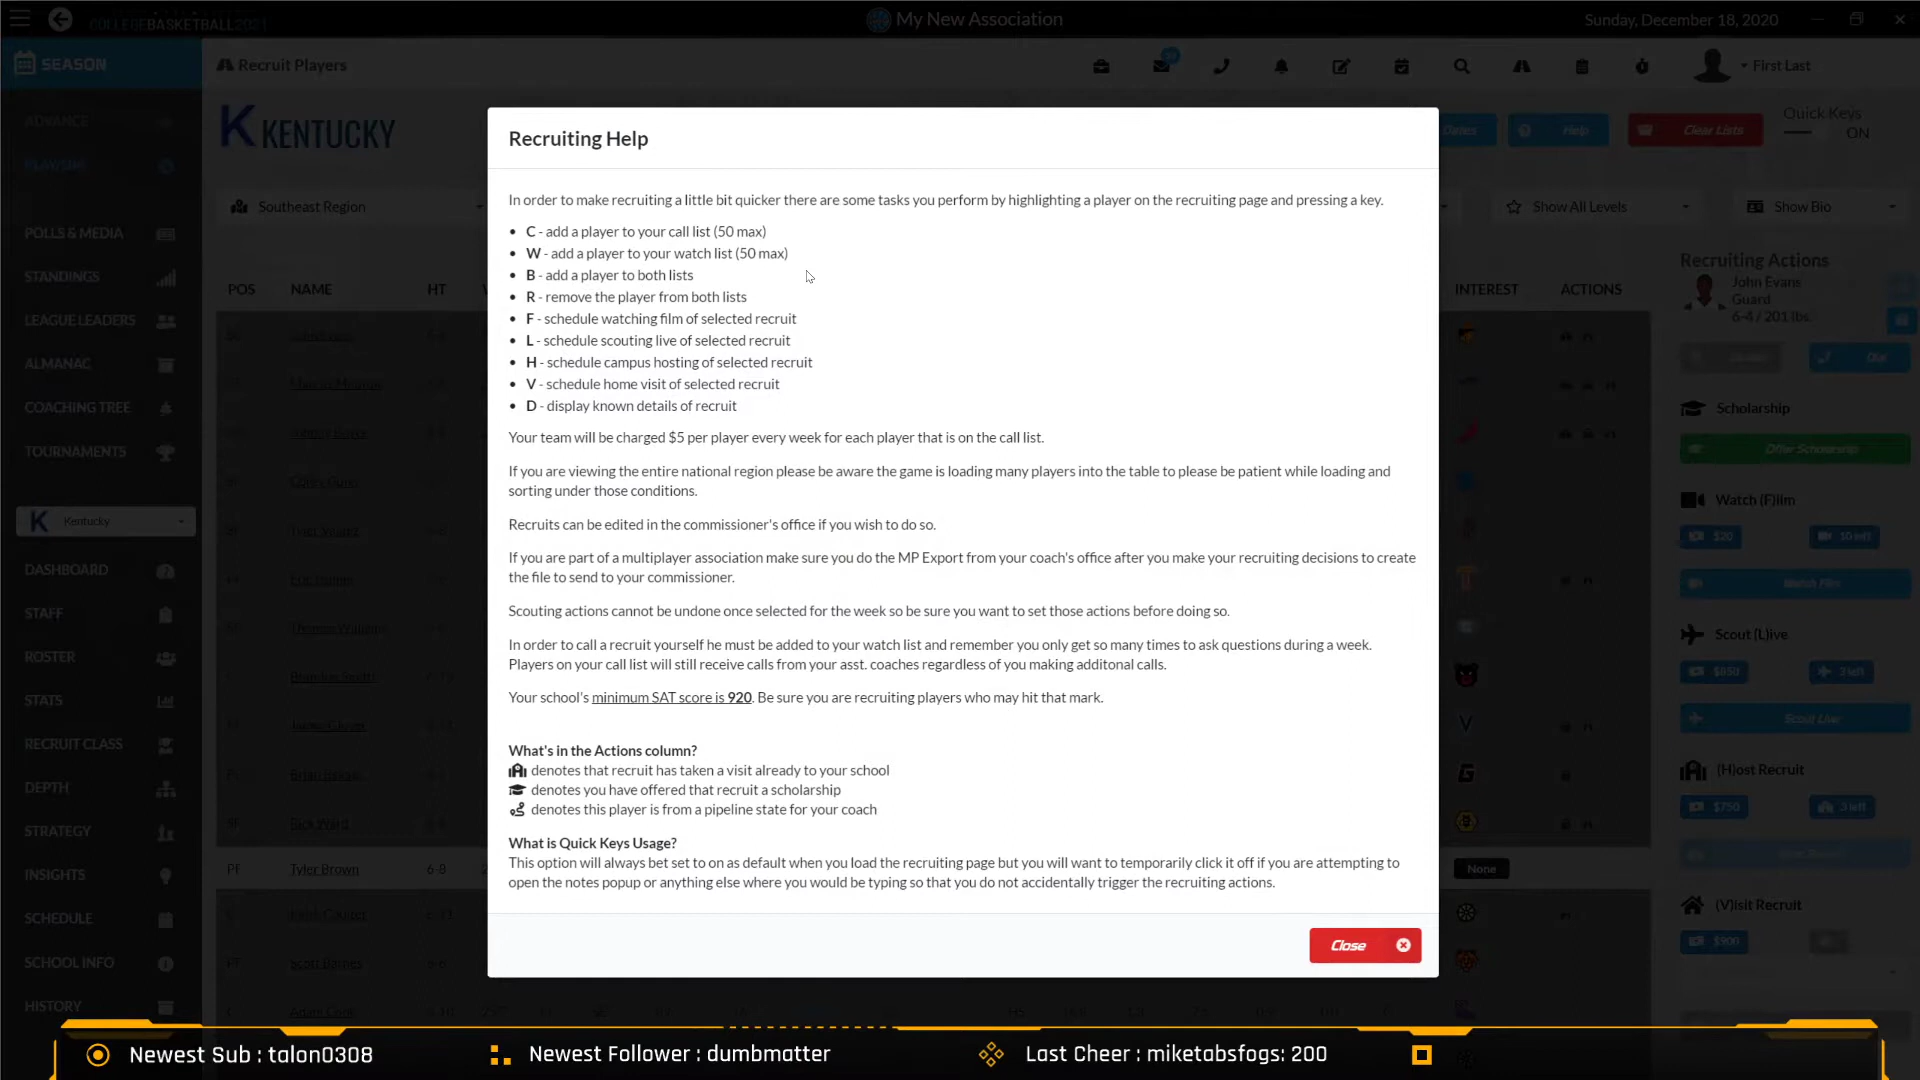 COLLEGEBASKETBALL2021
My New Association
Sunday, December 18, 2020
SEASON
Recruit Players
First Last
ADVANCE
KENTUCKY
Help
Clear Lists
Quick Keys
ON
Southeast Region
Show All Levels
Show Bio
POLLS & MEDIA
STANDINGS
LEAGUE LEADERS
ALMANAC
COACHING TREE
TOURNAMENTS
Kentucky
DASHBOARD
STAFF
ROSTER
STATS
RECRUIT CLASS
DEPTH
STRATEGY
INSIGHTS
SCHEDULE
SCHOOL INFO
HISTORY
POS NAME HT
INTEREST ACTIONS
PF Tyler Brown 6-8
None
Recruiting Help
In order to make recruiting a little bit quicker there are some tasks you perform by highlighting a player on the recruiting page and pressing a key.
• C - add a player to your call list (50 max)
• W - add a player to your watch list (50 max)
• B - add a player to both lists
• R - remove the player from both lists
• F - schedule watching film of selected recruit
• L - schedule scouting live of selected recruit
• H - schedule campus hosting of selected recruit
• V - schedule home visit of selected recruit
• D - display known details of recruit
Your team will be charged $5 per player every week for each player that is on the call list.
If you are viewing the entire national region please be aware the game is loading many players into the table to please be patient while loading and
sorting under those conditions.
Recruits can be edited in the commissioner's office if you wish to do so.
If you are part of a multiplayer association make sure you do the MP Export from your coach's office after you make your recruiting decisions to create
the file to send to your commissioner.
Scouting actions cannot be undone once selected for the week so be sure you want to set those actions before doing so.
In order to call a recruit yourself he must be added to your watch list and remember you only get so many times to ask questions during a week.
Players on your call list will still receive calls from your asst. coaches regardless of you making additonal calls.
Your school's minimum SAT score is 920. Be sure you are recruiting players who may hit that mark.
What's in the Actions column?
denotes that recruit has taken a visit already to your school
denotes you have offered that recruit a scholarship
denotes this player is from a pipeline state for your coach
What is Quick Keys Usage?
This option will always bet set to on as default when you load the recruiting page but you will want to temporarily click it off if you are attempting to
open the notes popup or anything else where you would be typing so that you do not accidentally trigger the recruiting actions.
Close
Recruiting Actions
John Evans
Guard
6-4 / 201 lbs.
Scholarship
Offer Scholarship
Watch (F)ilm
$20 10 left
Watch Film
Scout (L)ive
$650 3 left
Scout Live
(H)ost Recruit
$750 3 left
(V)isit Recruit
$900
Newest Sub : talon0308
Newest Follower : dumbmatter
Last Cheer : miketabsfogs: 200